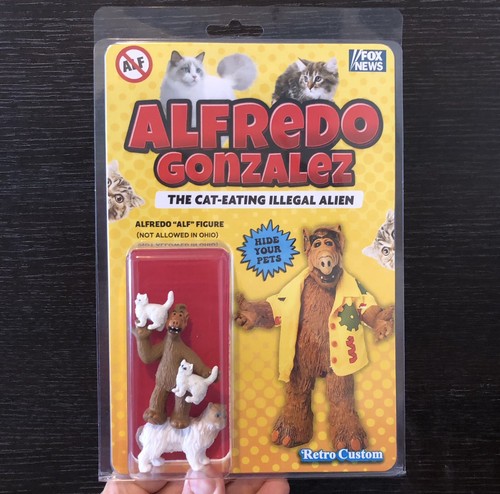 ALF
FOX
NEWS
ALFREDO
GONZALEZ
THE CAT-EATING ILLEGAL ALIEN
ALFREDO "ALF" FIGURE
(NOT ALLOWED IN OHIO)
HIDE
YOUR
PETS
Retro Custom